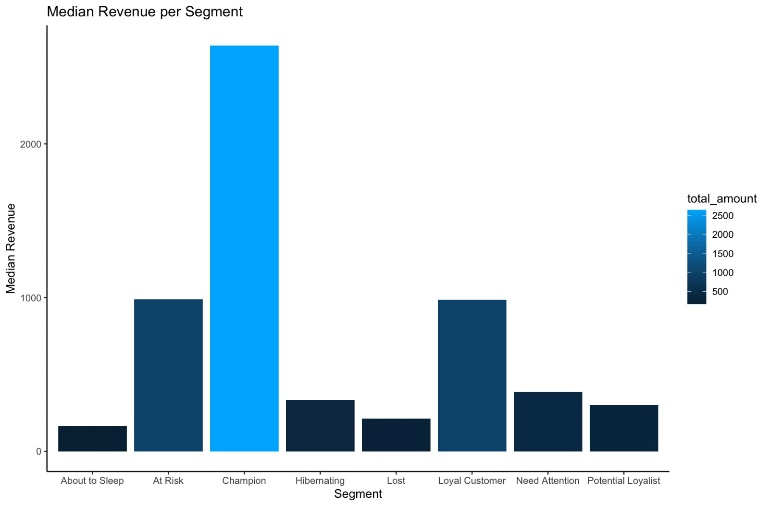 Median Revenue per Segment
Median Revenue
2000
1000
0
About to Sleep At Risk Champion Hibernating Lost Loyal Customer Need Attention Potential Loyalist
Segment
total_amount
2500
2000
1500
1000
500